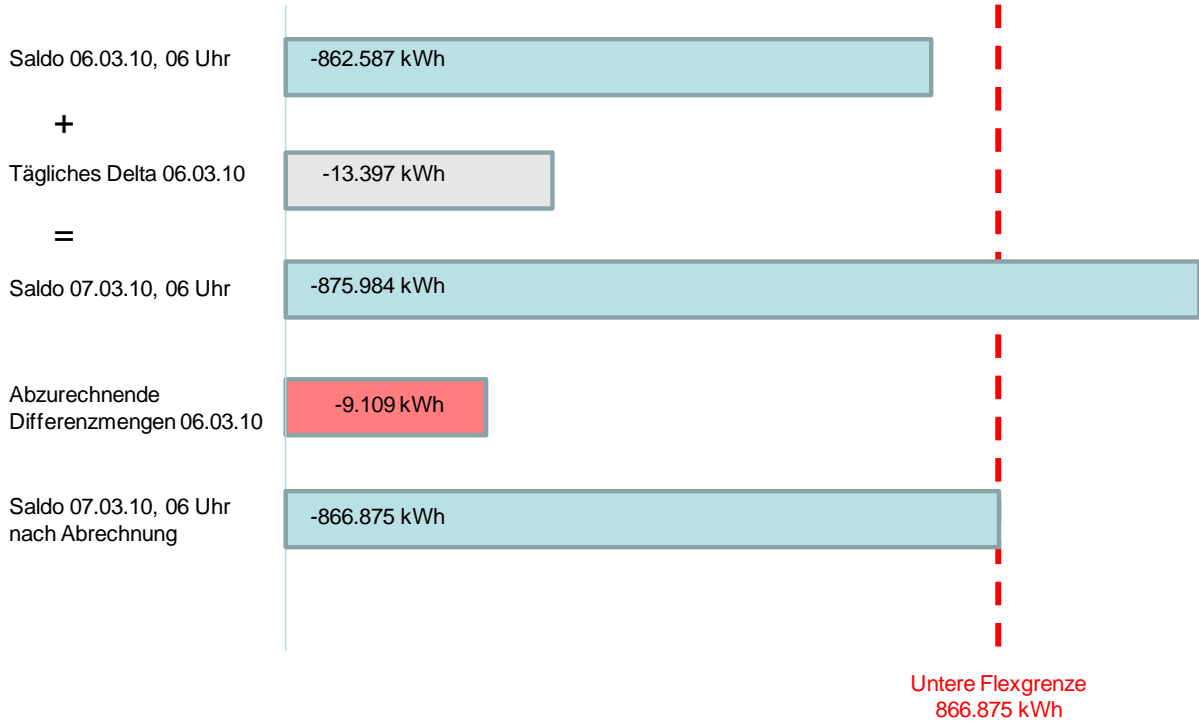 Saldo 06.03.10, 06 Uhr
-862.587 kWh
+
Tägliches Delta 06.03.10
-13.397 kWh
=
Saldo 07.03.10, 06 Uhr
-875.984 kWh
Abzurechnende
Differenzmengen 06.03.10
-9.109 kWh
Saldo 07.03.10, 06 Uhr
nach Abrechnung
-866.875 kWh
Untere Flexgrenze
866.875 kWh